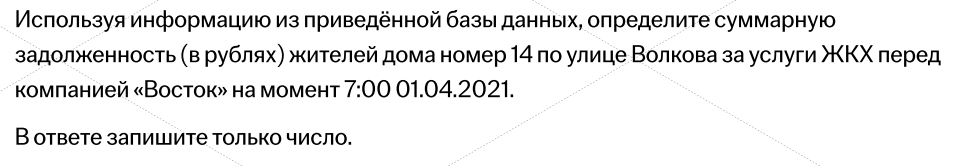 Используя информацию из приведённой базы данных, определите суммарную
задолженность (в рублях) жителей дома номер 14 по улице Волкова за услуги ЖКХ перед
компанией «Восток» на момент 7:00 01.04.2021.
В ответе запишите только число.